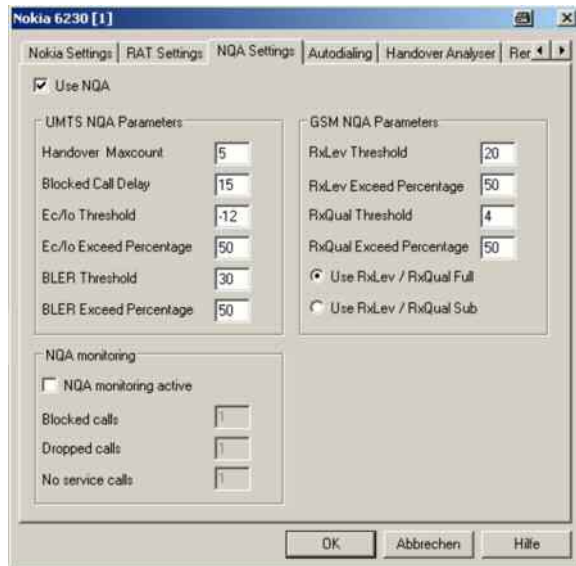 Nokia 6230 [1]
Nokia Settings
RAT Settings
NQA Settings
Autodialing
Handover Analyser
Rer
Use NQA
UMTS NQA Parameters
Handover Maxcount 5
Blocked Call Delay 15
Ec/Io Threshold -12
Ec/Io Exceed Percentage 50
BLER Threshold 30
BLER Exceed Percentage 50
GSM NQA Parameters
RxLev Threshold 20
RxLev Exceed Percentage 50
RxQual Threshold 4
RxQual Exceed Percentage 50
Use RxLev / RxQual Full
Use RxLev / RxQual Sub
NQA monitoring
NQA monitoring active
Blocked calls 1
Dropped calls 1
No service calls 1
OK
Abbrechen
Hilfe